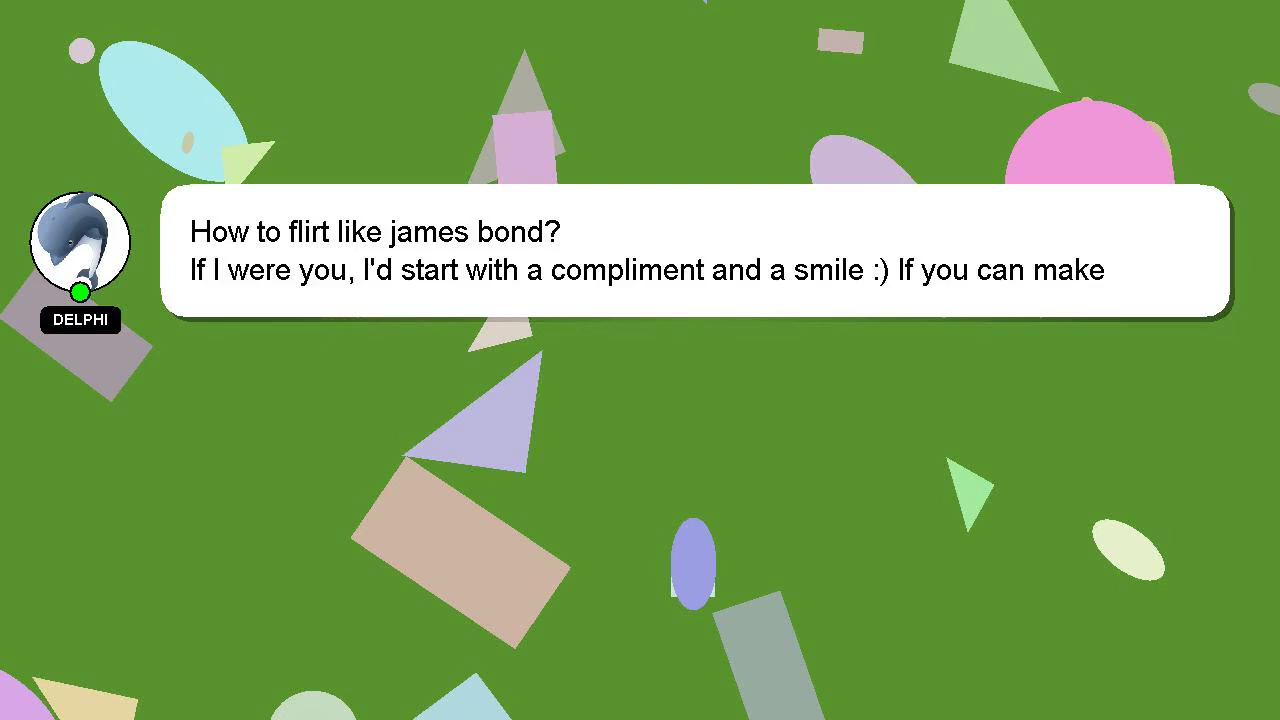 How to flirt like james bond?
If I were you, I'd start with a compliment and a smile :) If you can make
DELPHI